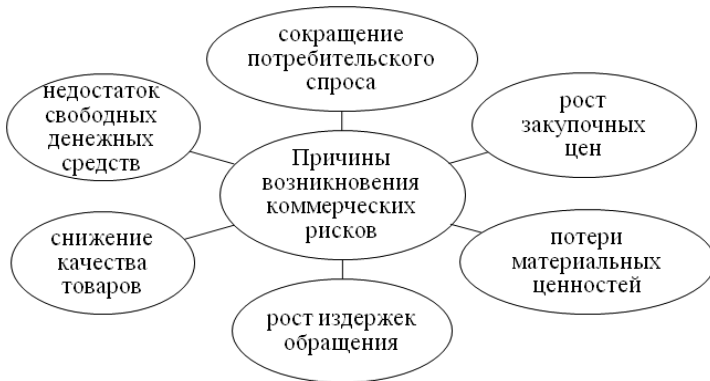 сокращение
потребительского
спроса
недостаток
свободных
денежных
средств
рост
закупочных
цен
Причины
возникновения
коммерческих
рисков
снижение
качества
товаров
потери
материальных
ценностей
рост издержек
обращения